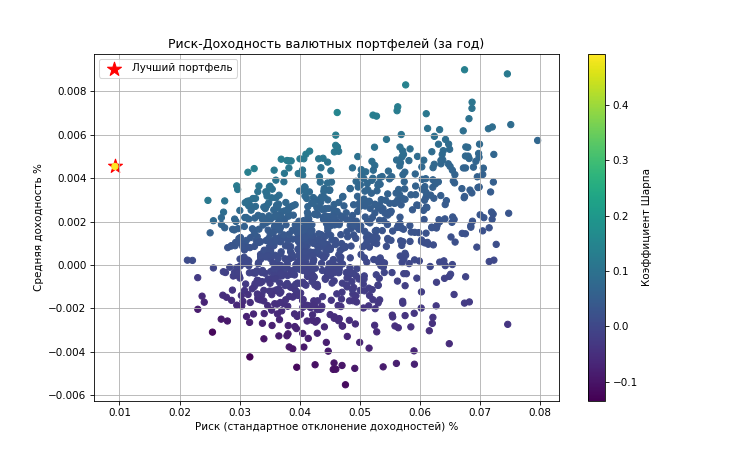 Риск-Доходность валютных портфелей (за год)
Лучший портфель
Средняя доходность %
0.008
0.006
0.004
0.002
0.000
−0.002
−0.004
−0.006
0.01 0.02 0.03 0.04 0.05 0.06 0.07 0.08
Риск (стандартное отклонение доходностей) %
0.4
0.3
0.2
0.1
0.0
−0.1
Коэффициент Шарпа